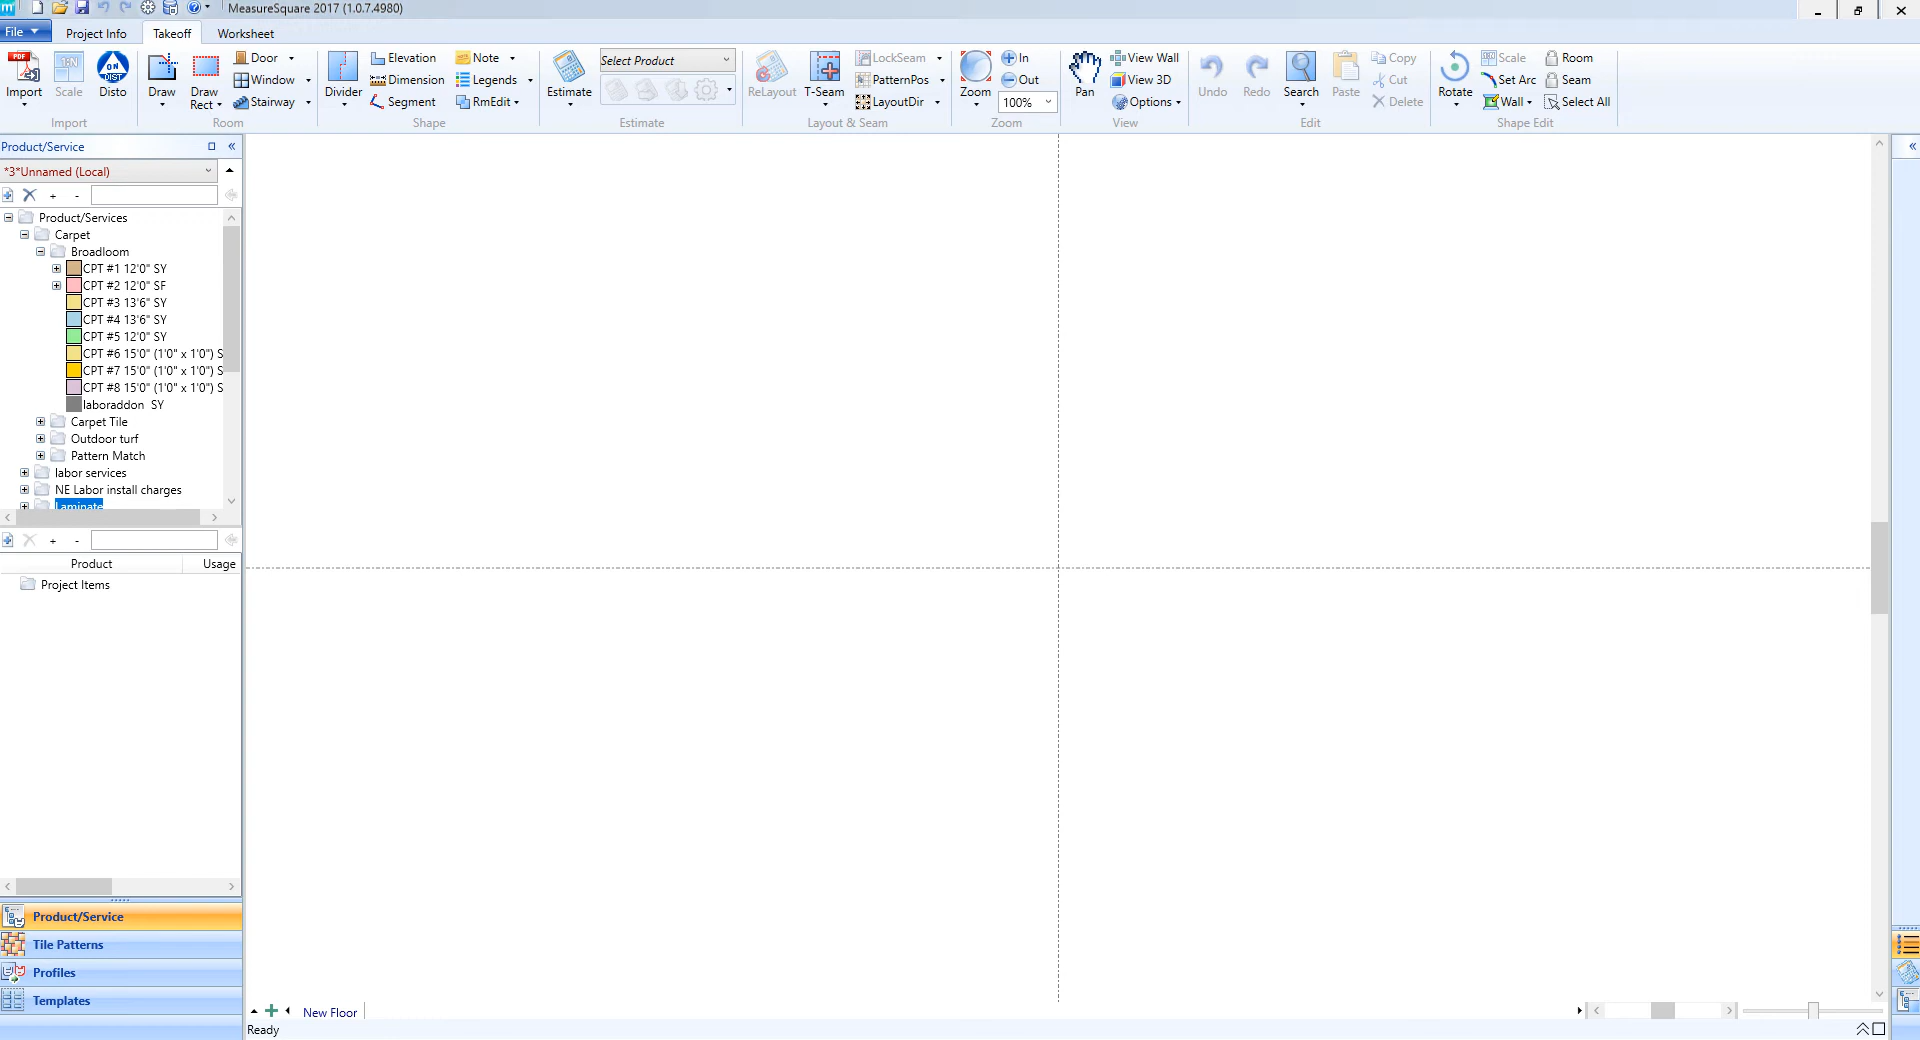 MeasureSquare 2017 (1.0.7.4980)
File Project Info Takeoff Worksheet
PDF 1:N ON DIST Door Elevation Note Select Product LockSeam In View Wall Copy Scale Room
Import Scale Disto Draw Draw Rect Window Divider Dimension Legends Estimate ReLayout T-Seam PatternPos Zoom Out Pan View 3D Undo Redo Search Paste Cut Rotate Set Arc Seam
Stairway Segment RmEdit LayoutDir 100% Options Delete Wall Select All
Import Room Shape Estimate Layout & Seam Zoom View Edit Shape Edit
Product/Service
*3*Unnamed (Local)
+ -
Product/Services
Carpet
Broadloom
CPT #1 12'0" SY
CPT #2 12'0" SF
CPT #3 13'6" SY
CPT #4 13'6" SY
CPT #5 12'0" SY
CPT #6 15'0" (1'0" x 1'0") S
CPT #7 15'0" (1'0" x 1'0") S
CPT #8 15'0" (1'0" x 1'0") S
laboraddon SY
Carpet Tile
Outdoor turf
Pattern Match
labor services
NE Labor install charges
Laminate
+ -
Product Usage
Project Items
Product/Service
Tile Patterns
Profiles
Templates
New Floor
Ready